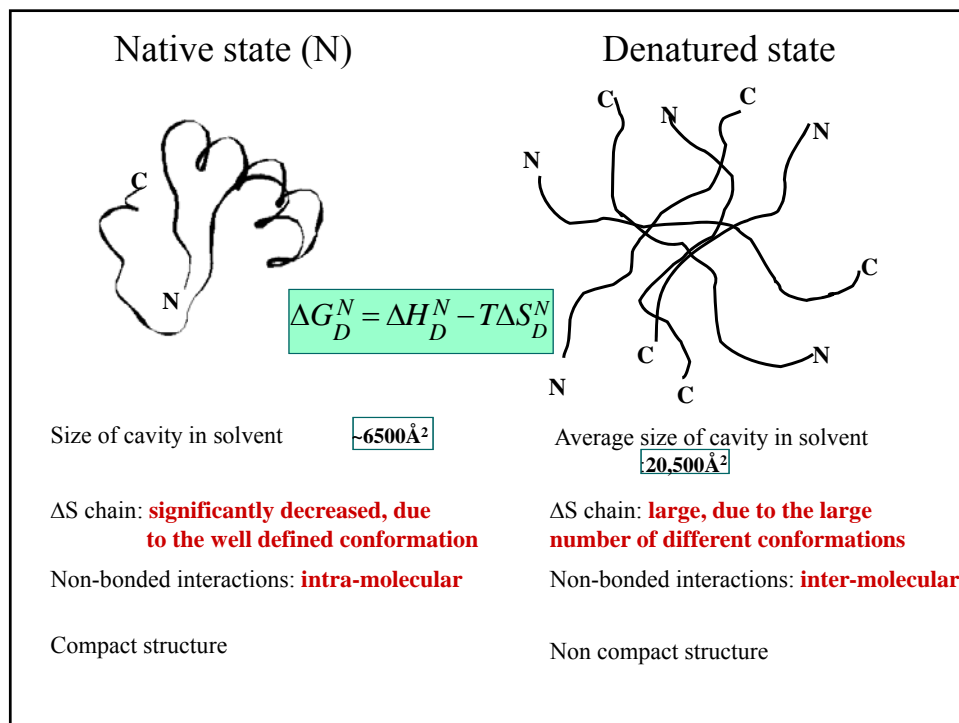 Native state (N)
Denatured state
C
N
C
C
N
N
N
C
C
C
N
N
ΔG_D^N = ΔH_D^N − TΔS_D^N
Size of cavity in solvent
~6500Å²
Average size of cavity in solvent
:20,500Å²
ΔS chain: significantly decreased, due
to the well defined conformation
ΔS chain: large, due to the large
number of different conformations
Non-bonded interactions: intra-molecular
Non-bonded interactions: inter-molecular
Compact structure
Non compact structure